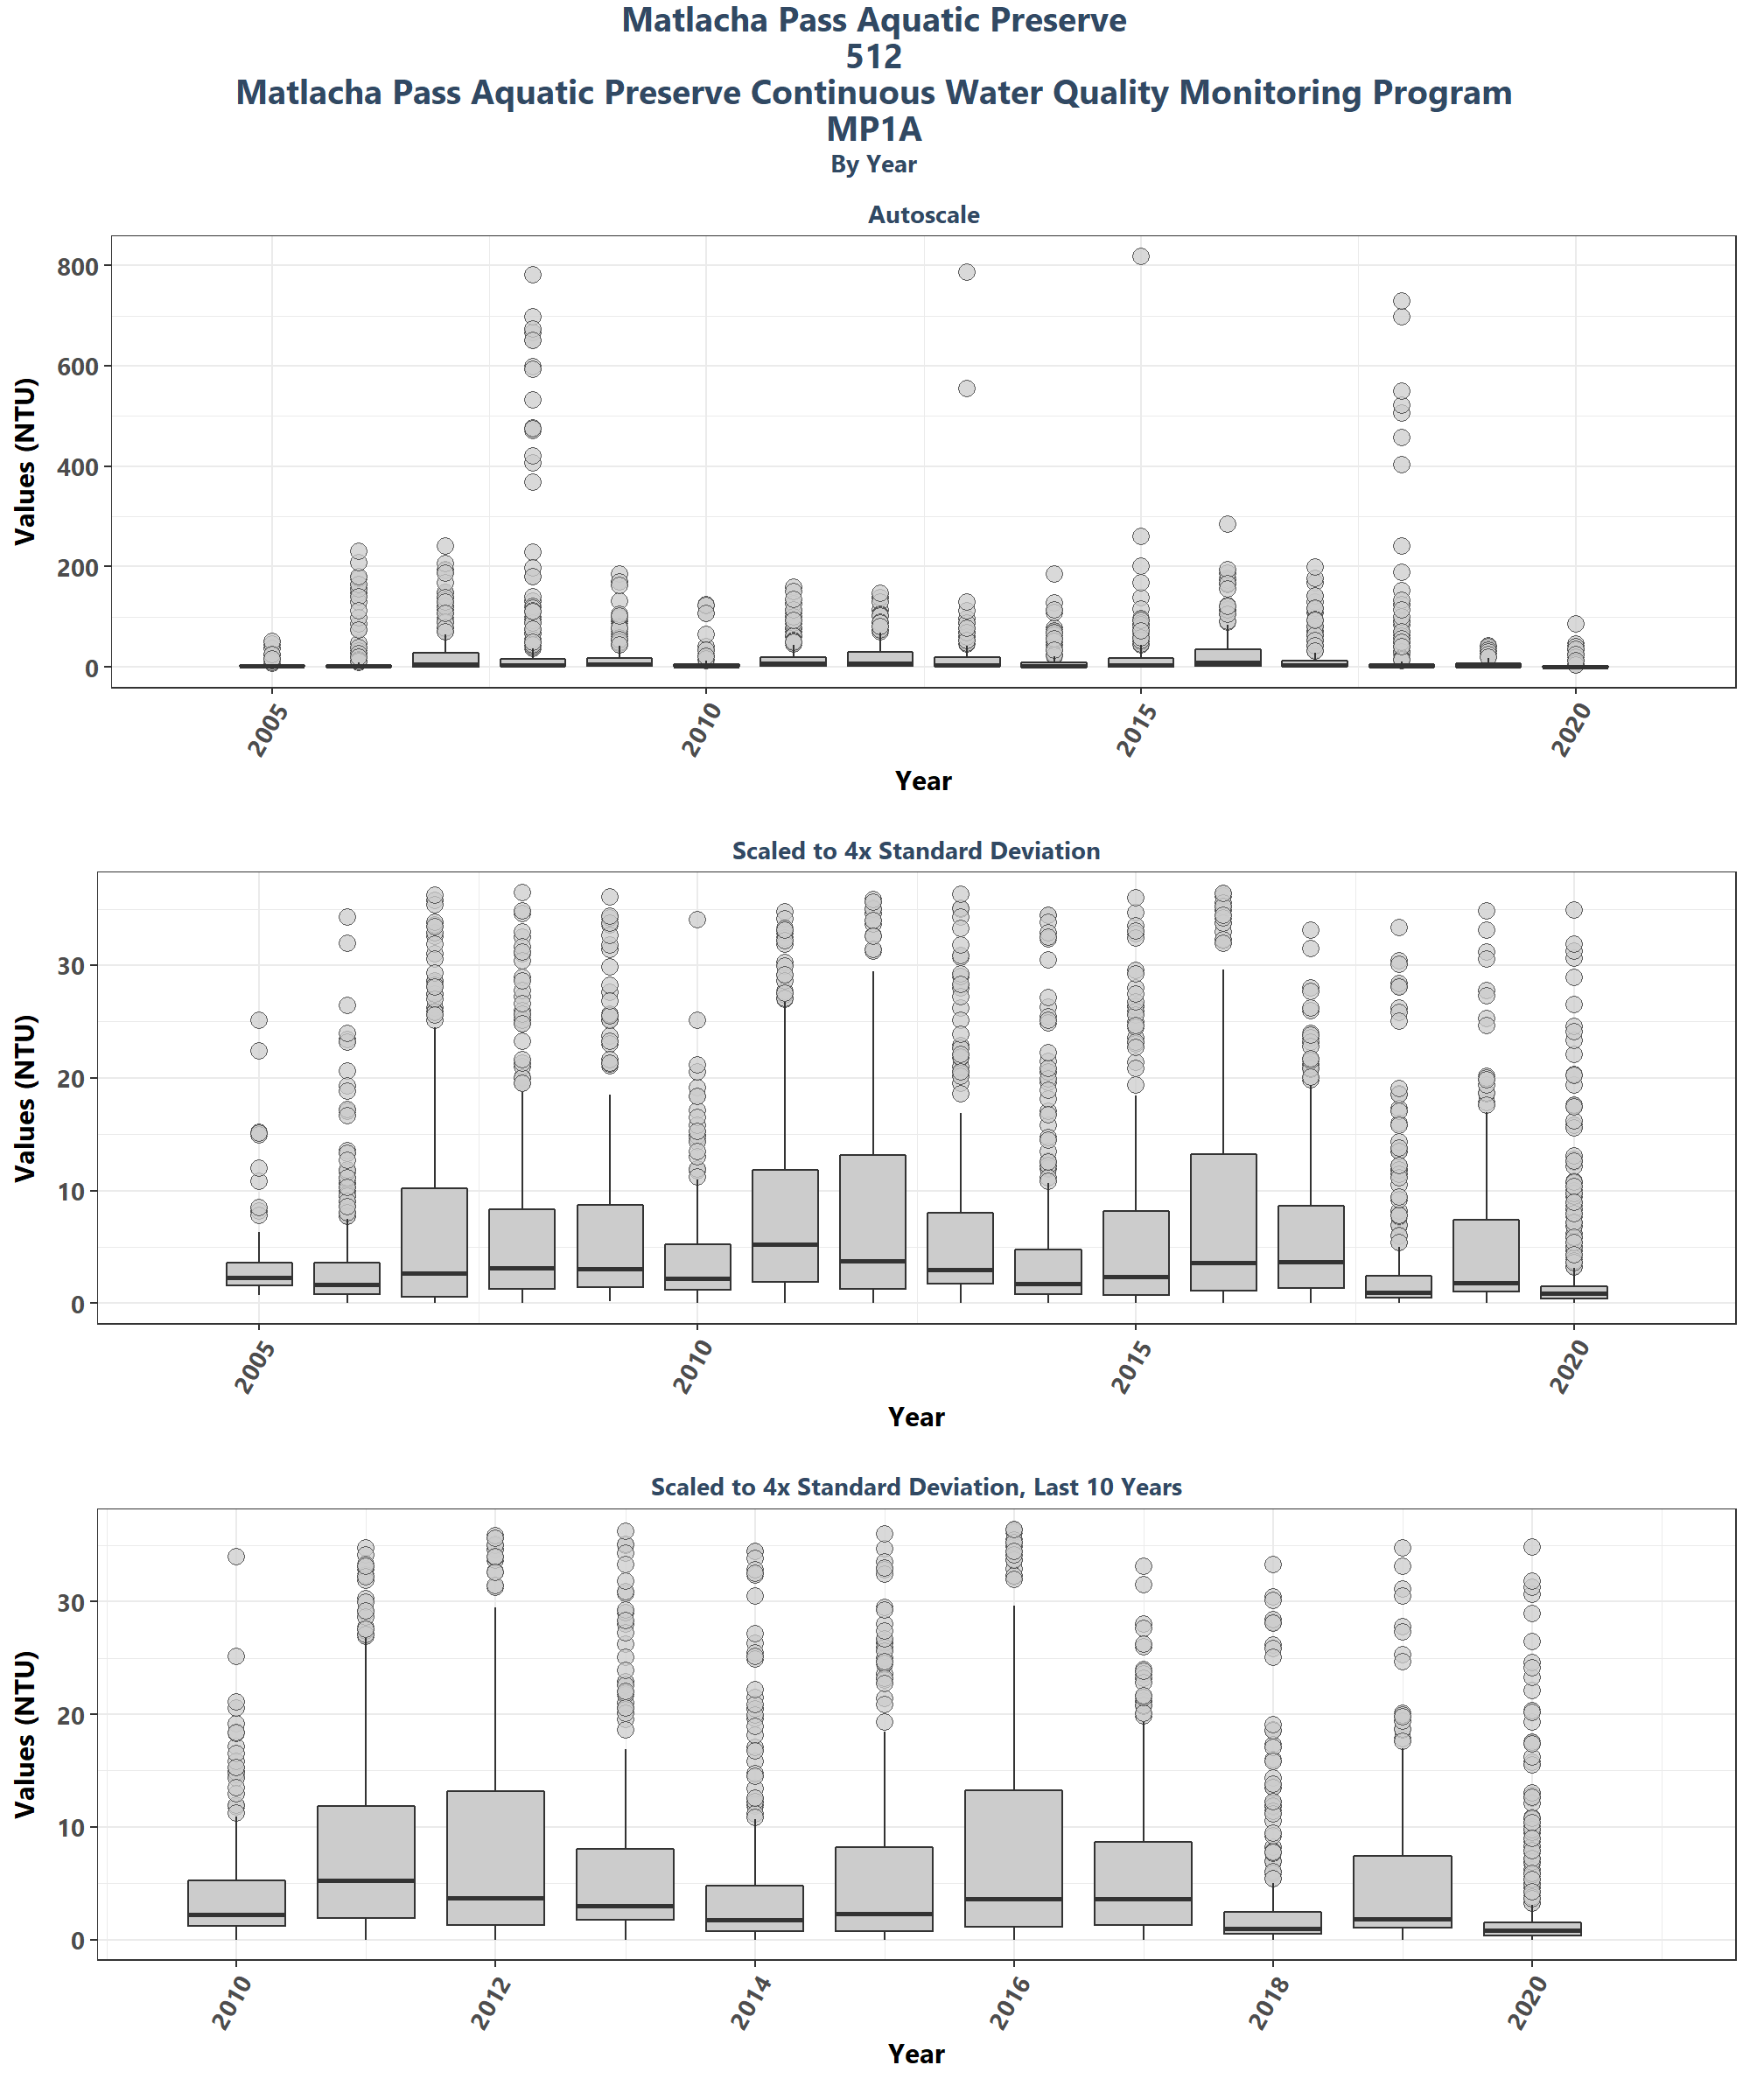 Matlacha Pass Aquatic Preserve
512
Matlacha Pass Aquatic Preserve Continuous Water Quality Monitoring Program
MP1A
By Year
Autoscale
Values (NTU)
800
600
400
200
0
2005
2010
2015
2020
Year
Scaled to 4x Standard Deviation
Values (NTU)
30
20
10
0
2005
2010
2015
2020
Year
Scaled to 4x Standard Deviation, Last 10 Years
Values (NTU)
30
20
10
0
2010
2012
2014
2016
2018
2020
Year